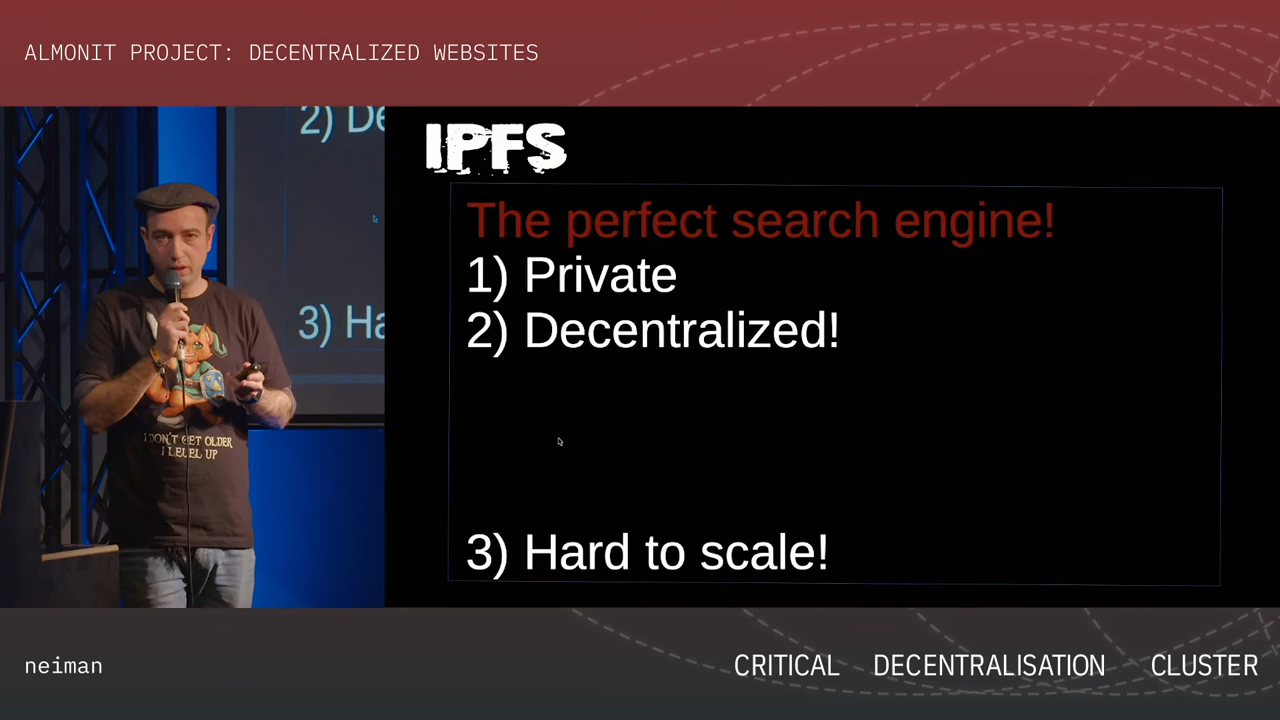 ALMONIT PROJECT: DECENTRALIZED WEBSITES
2) De
3) Ha
I DON'T GET OLDER
I LEVEL UP
IPFS
The perfect search engine!
1) Private
2) Decentralized!
3) Hard to scale!
neiman
CRITICAL DECENTRALISATION CLUSTER